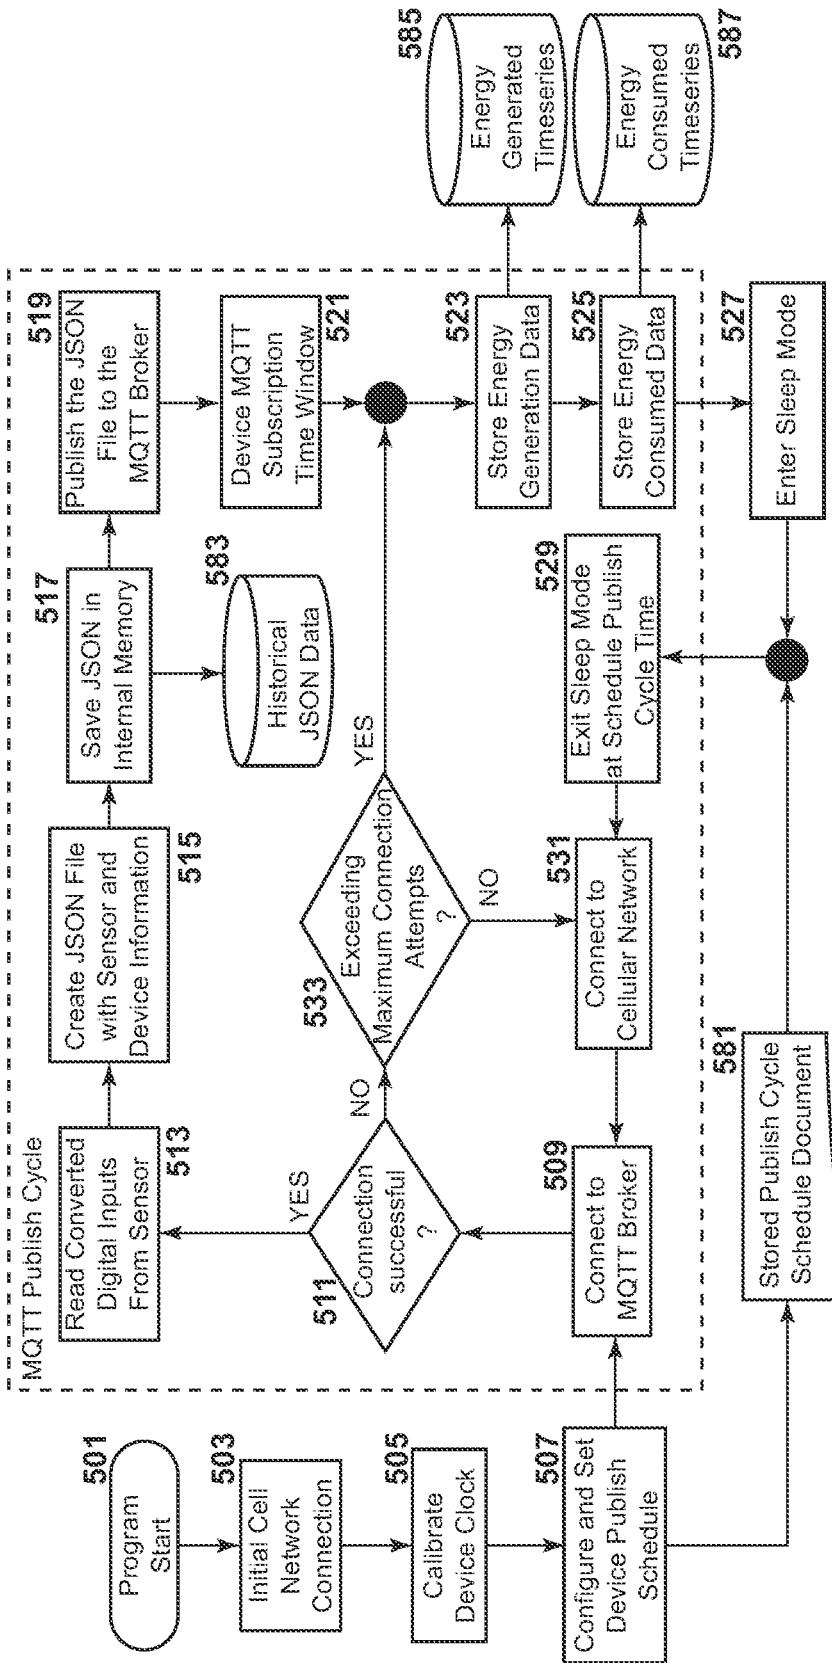 501
Program
Start
503
Initial Cell
Network
Connection
505
Calibrate
Device Clock
507
Configure and Set
Device Publish
Schedule
MQTT Publish Cycle
509
Connect to
MQTT Broker
511
Connection
successful
?
YES
NO
513
Read Converted
Digital Inputs
From Sensor
515
Create JSON File
with Sensor and
Device Information
517
Save JSON in
Internal Memory
583
Historical
JSON Data
519
Publish the JSON
File to the
MQTT Broker
521
Device MQTT
Subscription
Time Window
533
Exceeding
Maximum Connection
Attempts
?
YES
NO
523
Store Energy
Generation Data
585
Energy
Generated
Timeseries
525
Store Energy
Consumed Data
587
Energy
Consumed
Timeseries
527
Enter Sleep Mode
529
Exit Sleep Mode
at Schedule Publish
Cycle Time
531
Connect to
Cellular Network
581
Stored Publish Cycle
Schedule Document